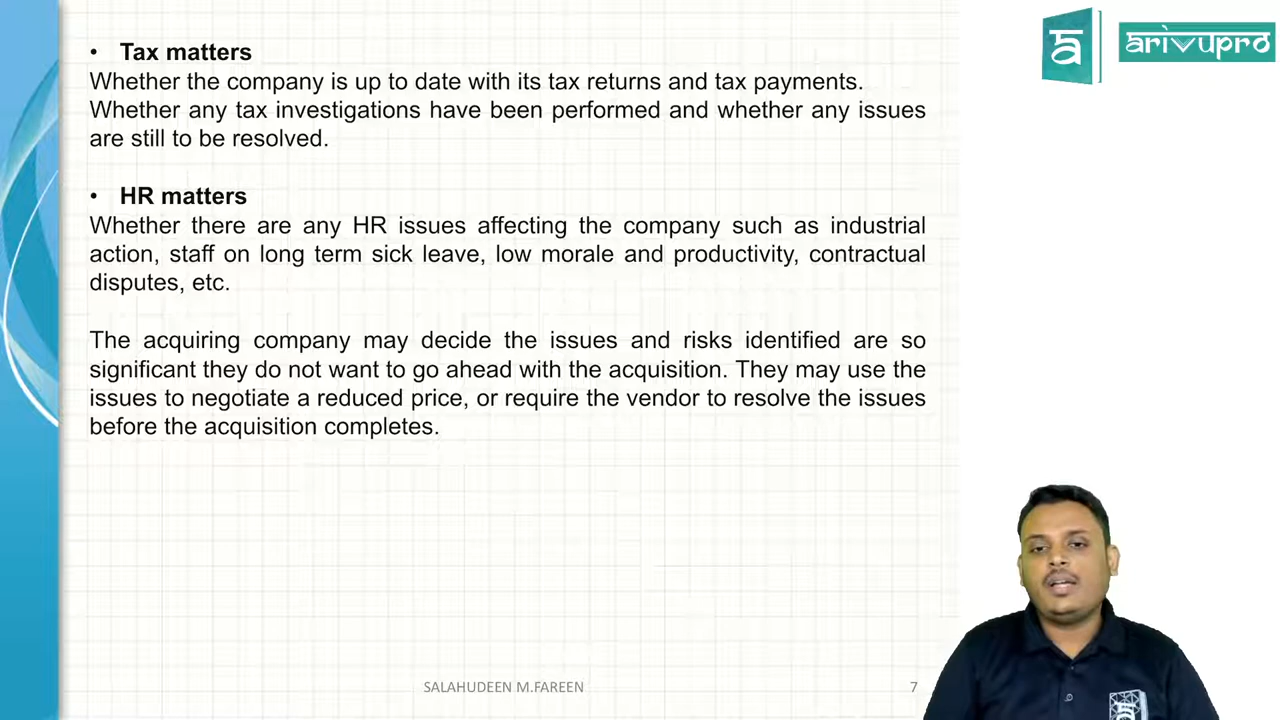 • Tax matters
Whether the company is up to date with its tax returns and tax payments.
Whether any tax investigations have been performed and whether any issues
are still to be resolved.
• HR matters
Whether there are any HR issues affecting the company such as industrial
action, staff on long term sick leave, low morale and productivity, contractual
disputes, etc.
The acquiring company may decide the issues and risks identified are so
significant they do not want to go ahead with the acquisition. They may use the
issues to negotiate a reduced price, or require the vendor to resolve the issues
before the acquisition completes.
SALAHUDEEN M.FAREEN
7
a
arivupro
a